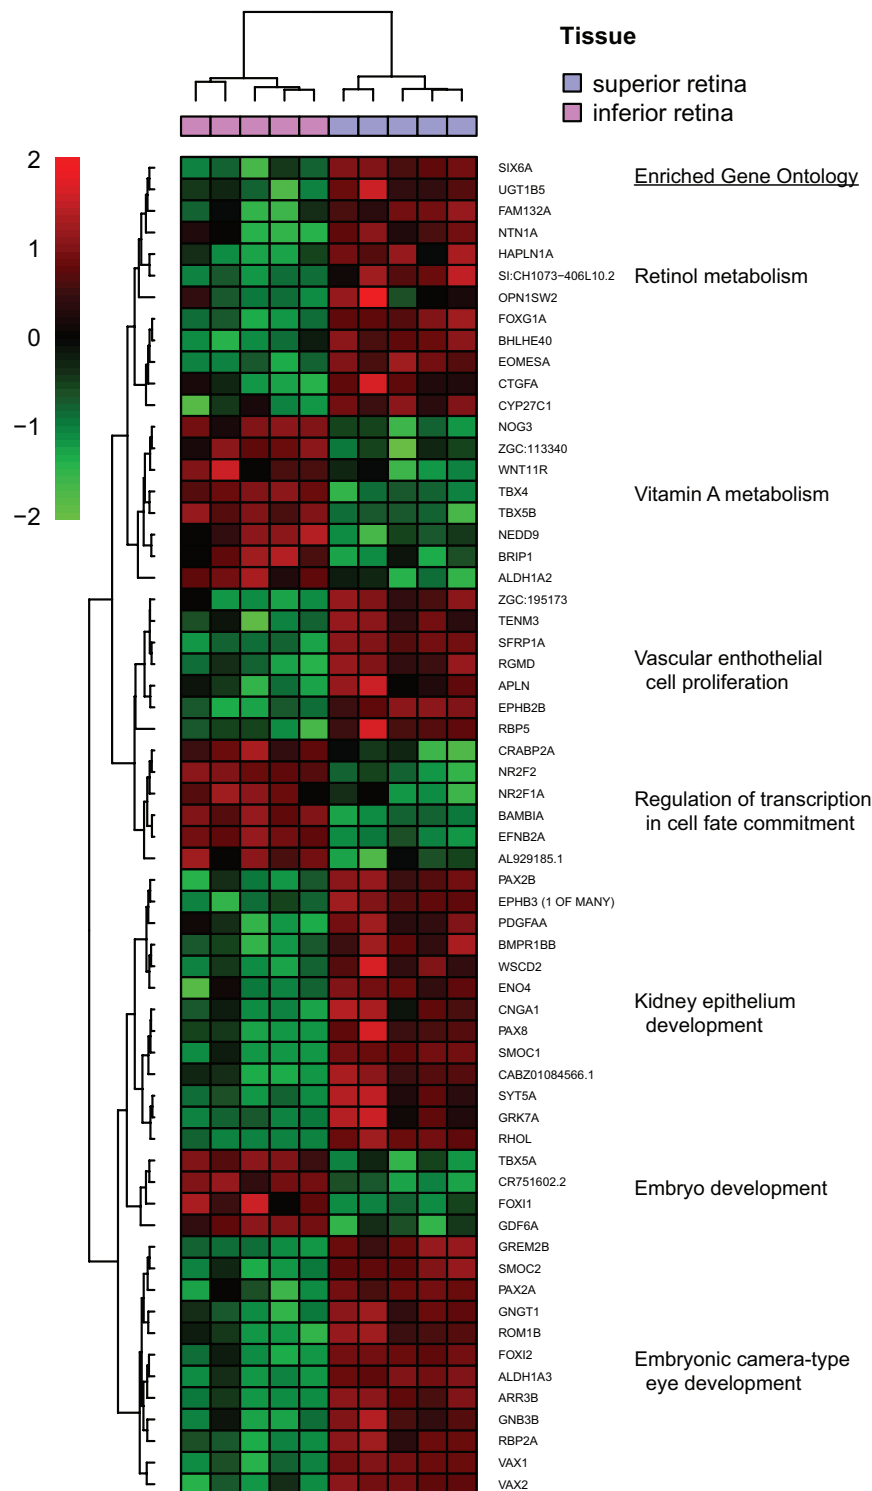 Tissue
superior retina
inferior retina
2
1
0
−1
−2
Enriched Gene Ontology
SIX6A
UGT1B5
FAM132A
NTN1A
HAPLN1A
SI:CH1073−406L10.2
OPN1SW2
FOXG1A
BHLHE40
EOMESA
CTGFA
CYP27C1
NOG3
ZGC:113340
WNT11R
TBX4
TBX5B
NEDD9
BRIP1
ALDH1A2
ZGC:195173
TENM3
SFRP1A
RGMD
APLN
EPHB2B
RBP5
CRABP2A
NR2F2
NR2F1A
BAMBIA
EFNB2A
AL929185.1
PAX2B
EPHB3 (1 OF MANY)
PDGFAA
BMPR1BB
WSCD2
ENO4
CNGA1
PAX8
SMOC1
CABZ01084566.1
SYT5A
GRK7A
RHOL
TBX5A
CR751602.2
FOXI1
GDF6A
GREM2B
SMOC2
PAX2A
GNGT1
ROM1B
FOXI2
ALDH1A3
ARR3B
GNB3B
RBP2A
VAX1
VAX2
Retinol metabolism
Vitamin A metabolism
Vascular enthothelial
cell proliferation
Regulation of transcription
in cell fate commitment
Kidney epithelium
development
Embryo development
Embryonic camera-type
eye development